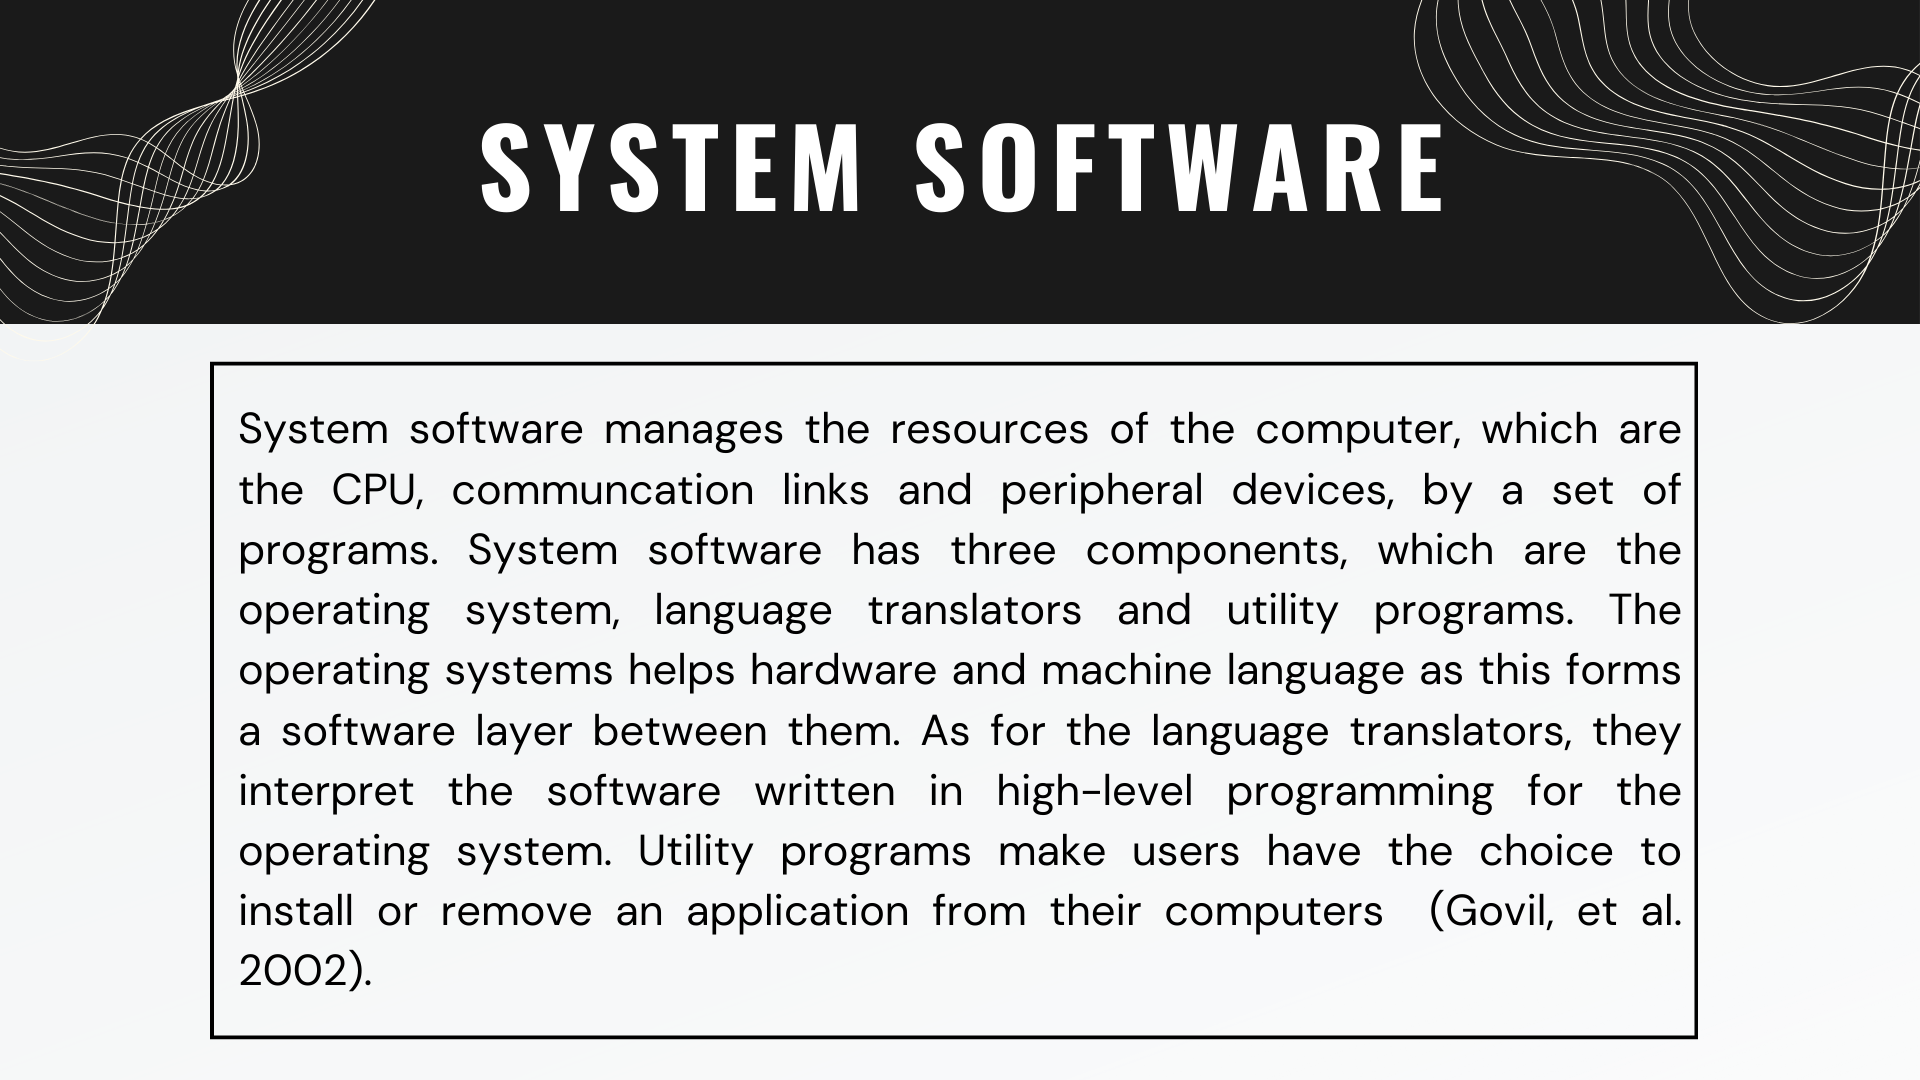 SYSTEM SOFTWARE
System software manages the resources of the computer, which are
the CPU, communcation links and peripheral devices, by a set of
programs. System software has three components, which are the
operating system, language translators and utility programs. The
operating systems helps hardware and machine language as this forms
a software layer between them. As for the language translators, they
interpret the software written in high-level programming for the
operating system. Utility programs make users have the choice to
install or remove an application from their computers (Govil, et al.
2002).